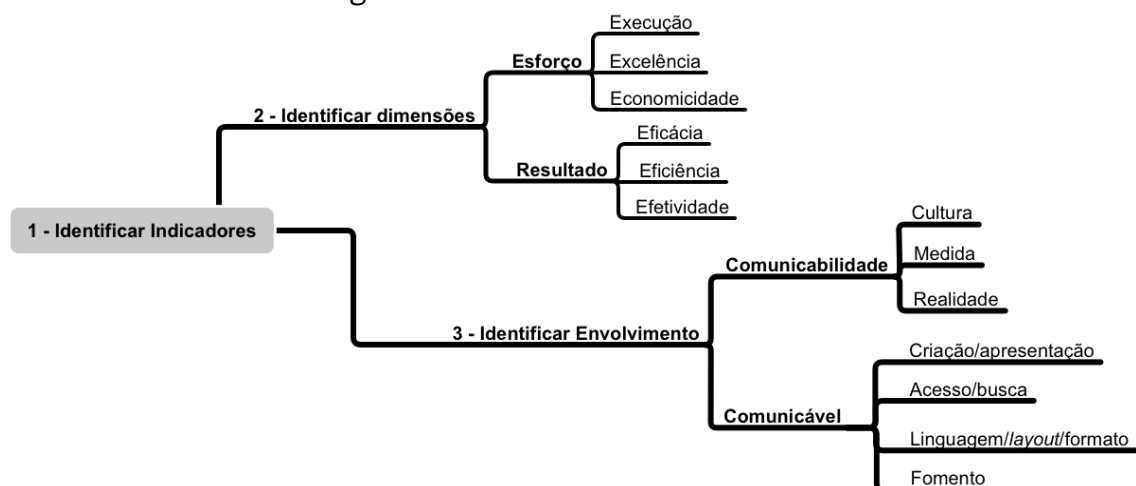 Execução
Esforço
Excelência
Economicidade
2 - Identificar dimensões
Eficácia
Resultado
Eficiência
Efetividade
1 - Identificar Indicadores
Cultura
Comunicabilidade
Medida
Realidade
3 - Identificar Envolvimento
Criação/apresentação
Acesso/busca
Comunicável
Linguagem/layout/formato
Fomento